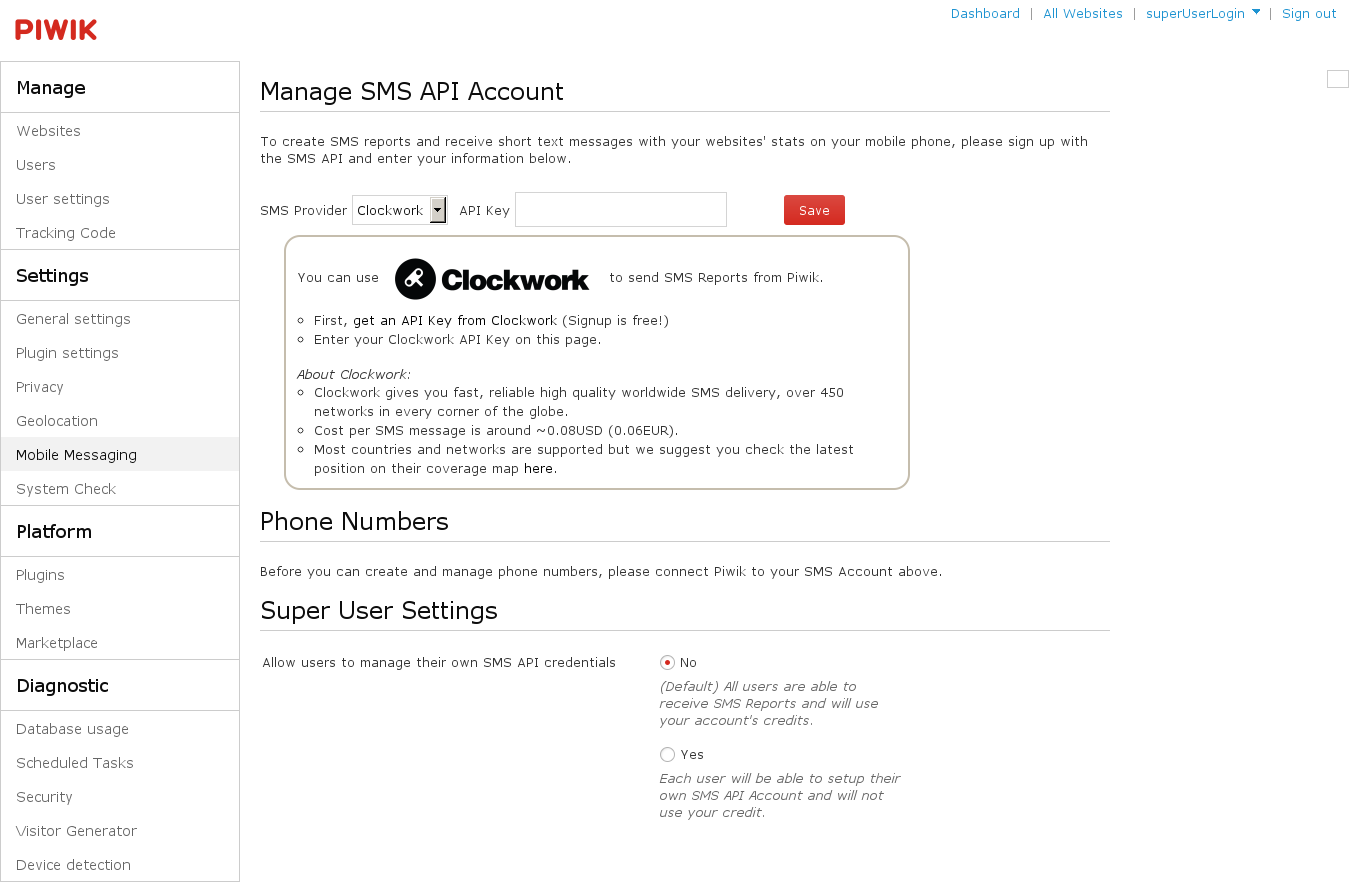 PIWIK
Dashboard | All Websites | superUserLogin | Sign out
Manage
Websites
Users
User settings
Tracking Code
Settings
General settings
Plugin settings
Privacy
Geolocation
Mobile Messaging
System Check
Platform
Plugins
Themes
Marketplace
Diagnostic
Database usage
Scheduled Tasks
Security
Visitor Generator
Device detection
Manage SMS API Account
To create SMS reports and receive short text messages with your websites' stats on your mobile phone, please sign up with
the SMS API and enter your information below.
SMS Provider Clockwork API Key Save
You can use Clockwork to send SMS Reports from Piwik.
First, get an API Key from Clockwork (Signup is free!)
Enter your Clockwork API Key on this page.
About Clockwork:
Clockwork gives you fast, reliable high quality worldwide SMS delivery, over 450
networks in every corner of the globe.
Cost per SMS message is around ~0.08USD (0.06EUR).
Most countries and networks are supported but we suggest you check the latest
position on their coverage map here.
Phone Numbers
Before you can create and manage phone numbers, please connect Piwik to your SMS Account above.
Super User Settings
Allow users to manage their own SMS API credentials
No
(Default) All users are able to
receive SMS Reports and will use
your account's credits.
Yes
Each user will be able to setup their
own SMS API Account and will not
use your credit.